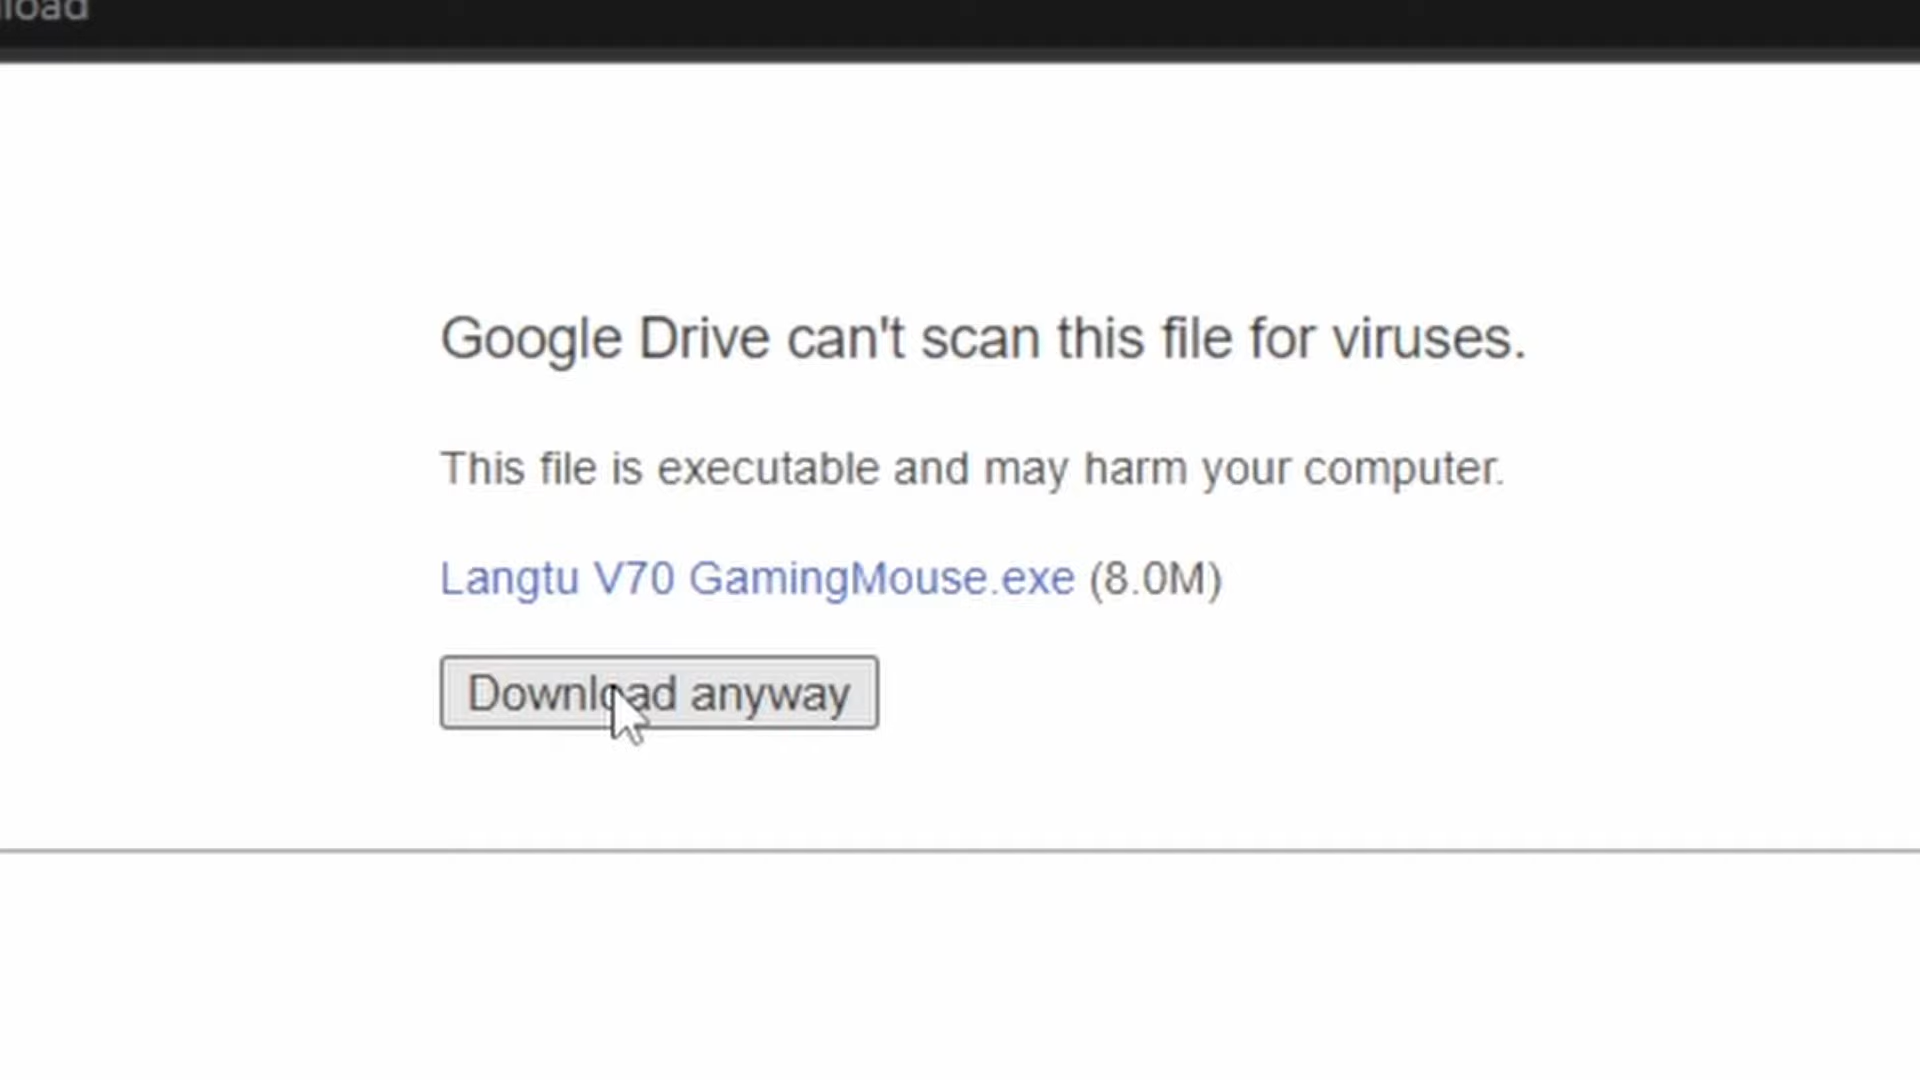 Google Drive can't scan this file for viruses.
This file is executable and may harm your computer.
Langtu V70 GamingMouse.exe (8.0M)
Download anyway